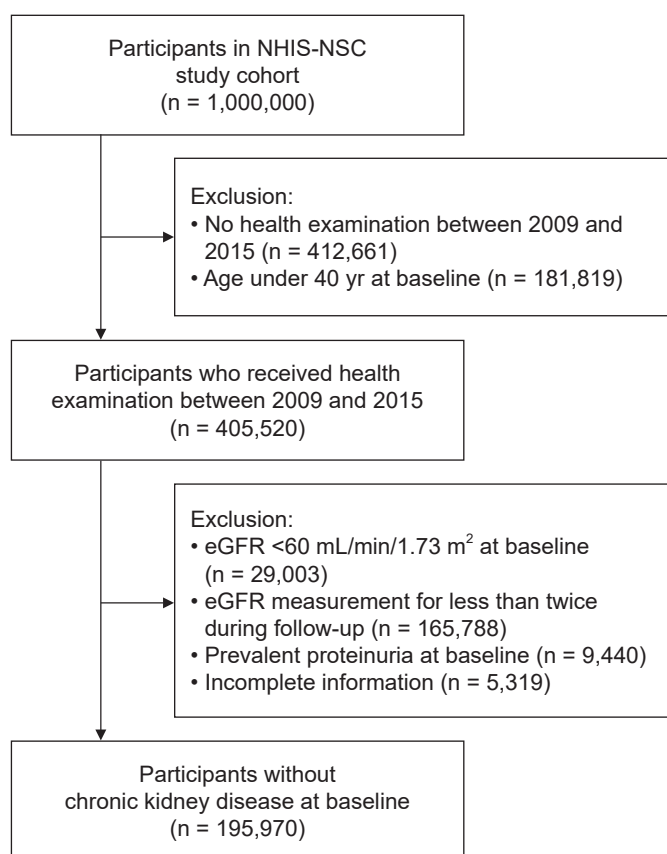 Participants in NHIS-NSC
study cohort
(n = 1,000,000)
Exclusion:
• No health examination between 2009 and
2015 (n = 412,661)
• Age under 40 yr at baseline (n = 181,819)
Participants who received health
examination between 2009 and 2015
(n = 405,520)
Exclusion:
• eGFR <60 mL/min/1.73 m² at baseline
(n = 29,003)
• eGFR measurement for less than twice
during follow-up (n = 165,788)
• Prevalent proteinuria at baseline (n = 9,440)
• Incomplete information (n = 5,319)
Participants without
chronic kidney disease at baseline
(n = 195,970)